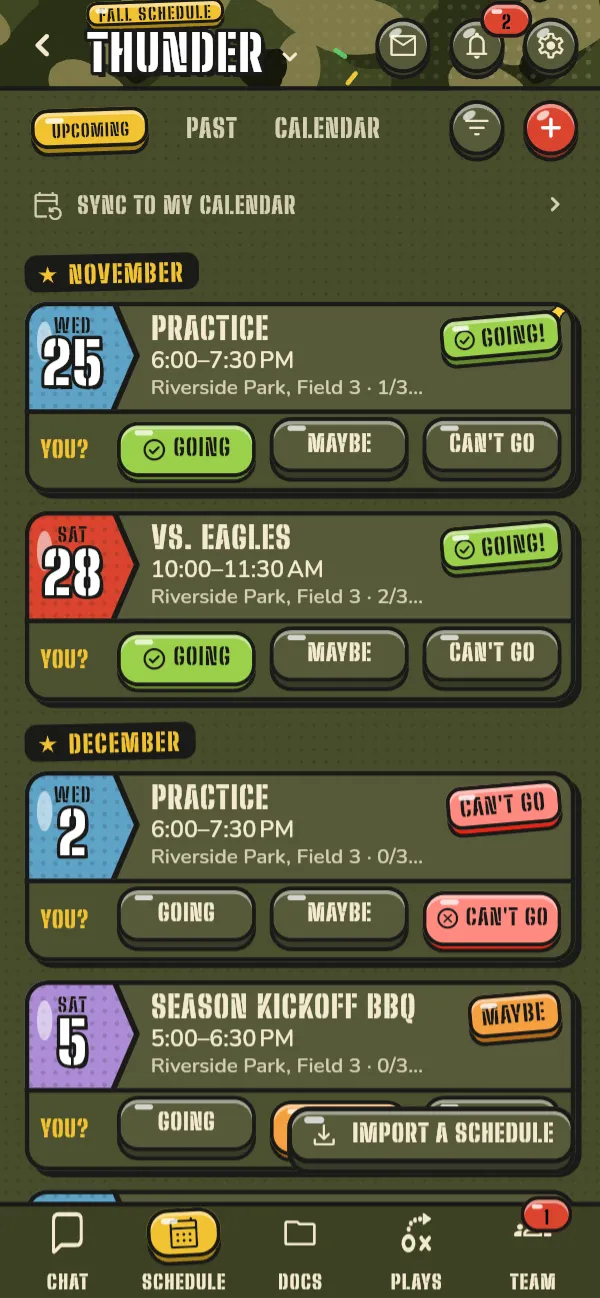 FALL SCHEDULE
THUNDER
2
UPCOMING
PAST
CALENDAR
SYNC TO MY CALENDAR
★ NOVEMBER
WED
25
PRACTICE
6:00–7:30 PM
Riverside Park, Field 3 · 1/3...
GOING!
YOU?
GOING
MAYBE
CAN'T GO
SAT
28
VS. EAGLES
10:00–11:30 AM
Riverside Park, Field 3 · 2/3...
GOING!
YOU?
GOING
MAYBE
CAN'T GO
★ DECEMBER
WED
2
PRACTICE
6:00–7:30 PM
Riverside Park, Field 3 · 0/3...
CAN'T GO
YOU?
GOING
MAYBE
CAN'T GO
SAT
5
SEASON KICKOFF BBQ
5:00–6:30 PM
Riverside Park, Field 3 · 0/3...
MAYBE
YOU?
GOING
IMPORT A SCHEDULE
CHAT
SCHEDULE
DOCS
PLAYS
1
TEAM